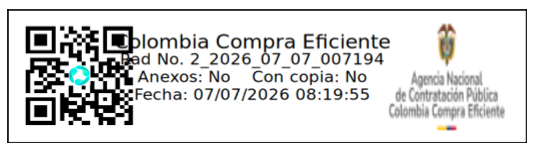 Colombia Compra Eficiente
Rad No. 2_2026_07_07_007194
Anexos: No Con copia: No
Fecha: 07/07/2026 08:19:55
Agencia Nacional
de Contratación Pública
Colombia Compra Eficiente